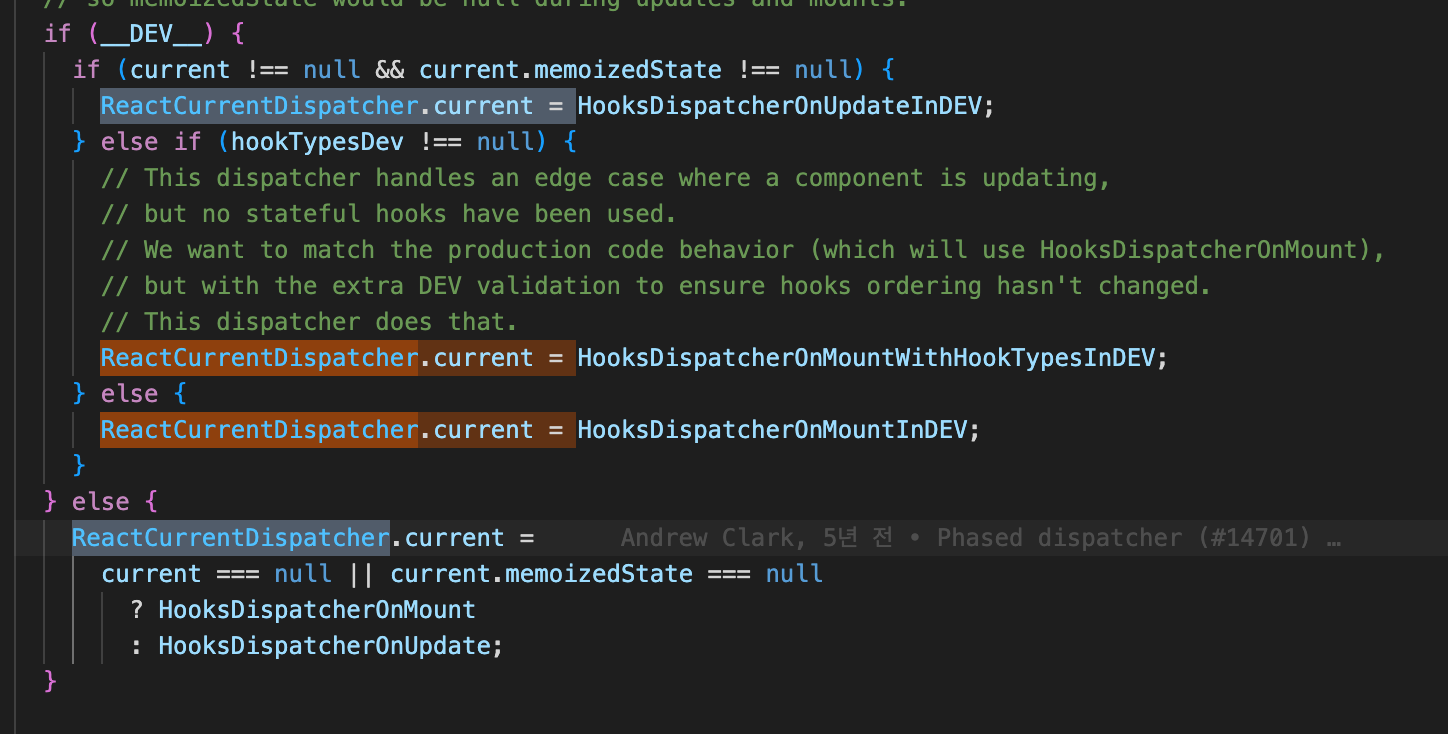 // so memoizedState would be null during updates and mounts.
if (__DEV__) {
if (current !== null && current.memoizedState !== null) {
ReactCurrentDispatcher.current = HooksDispatcherOnUpdateInDEV;
} else if (hookTypesDev !== null) {
// This dispatcher handles an edge case where a component is updating,
// but no stateful hooks have been used.
// We want to match the production code behavior (which will use HooksDispatcherOnMount),
// but with the extra DEV validation to ensure hooks ordering hasn't changed.
// This dispatcher does that.
ReactCurrentDispatcher.current = HooksDispatcherOnMountWithHookTypesInDEV;
} else {
ReactCurrentDispatcher.current = HooksDispatcherOnMountInDEV;
}
} else {
ReactCurrentDispatcher.current = Andrew Clark, 5년 전 • Phased dispatcher (#14701) …
current === null || current.memoizedState === null
? HooksDispatcherOnMount
: HooksDispatcherOnUpdate;
}